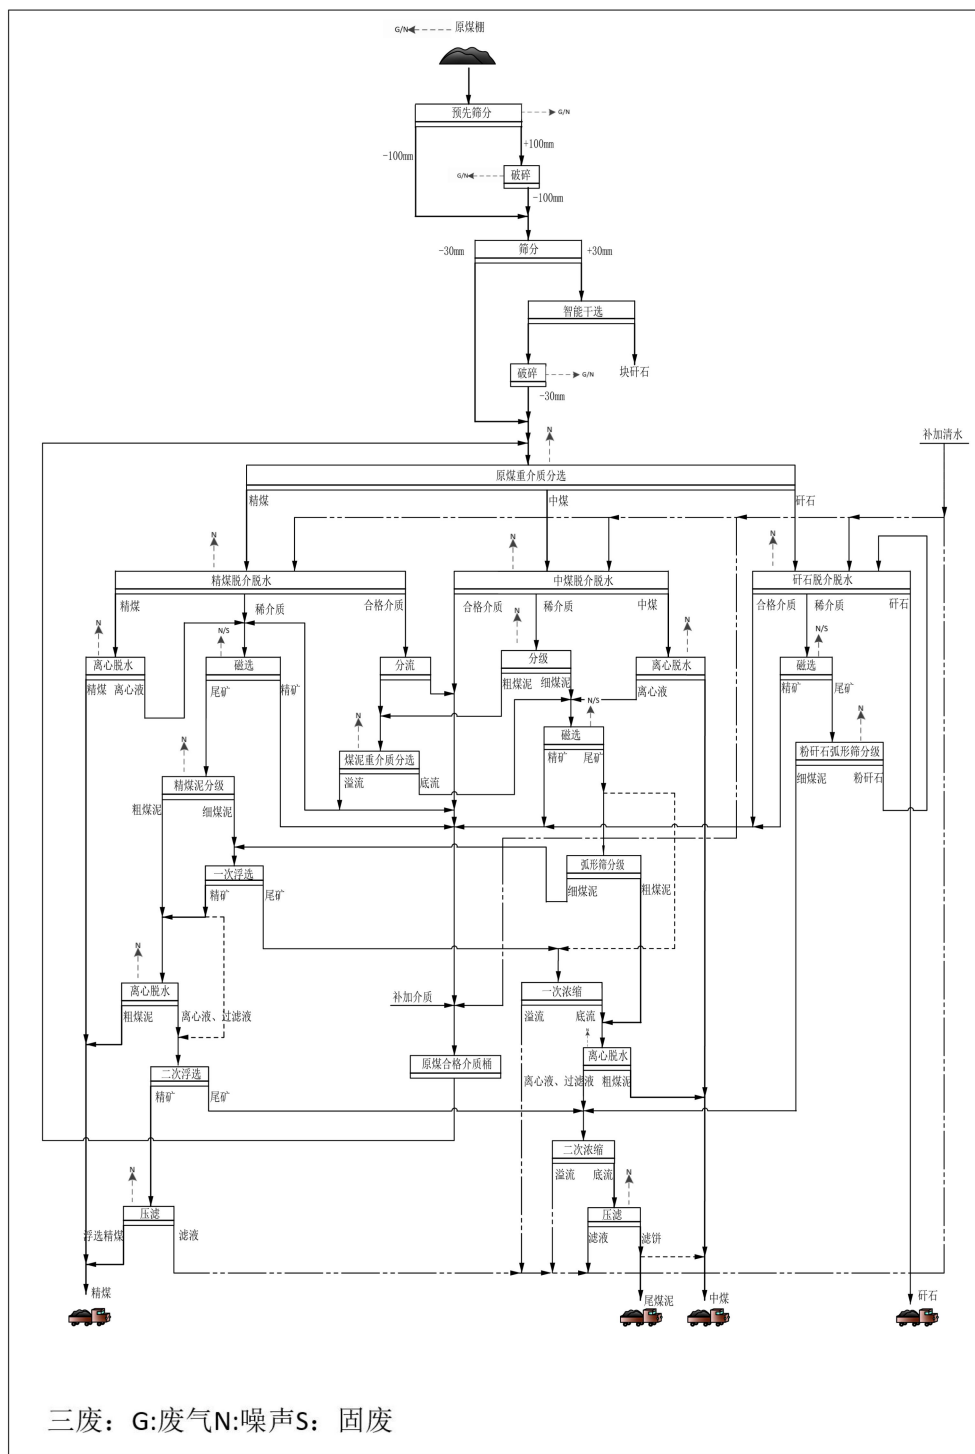 G/N 原煤棚
预先筛分 G/N
-100mm +100mm
G/N 破碎
-100mm
-30mm 筛分 +30mm
智能干选
破碎 G/N 块矸石
-30mm
N 补加清水
原煤重介质分选
精煤 中煤 矸石
N N N
精煤脱介脱水 中煤脱介脱水 矸石脱介脱水
精煤 稀介质 合格介质 合格介质 稀介质 中煤 合格介质 稀介质 矸石
N N/S N N N/S
离心脱水 磁选 分流 分级 离心脱水 磁选
精煤 离心液 尾矿 精矿 粗煤泥 细煤泥 离心液 精矿 尾矿
N N/S N
煤泥重介质分选 磁选 粉矸石弧形筛分级
溢流 底流 精矿 尾矿 细煤泥 粉矸石
N
精煤泥分级
粗煤泥 细煤泥
一次浮选 弧形筛分级
精矿 尾矿 细煤泥 粗煤泥
N
离心脱水 补加介质 一次浓缩
粗煤泥 离心液、过滤液 溢流 底流
N
原煤合格介质桶 离心脱水
二次浮选 离心液、过滤液 粗煤泥
精矿 尾矿
二次浓缩
溢流 底流
N N
压滤 压滤
浮选精煤 滤液 滤液 滤饼
精煤 尾煤泥 中煤 矸石
三废：G:废气N:噪声S：固废